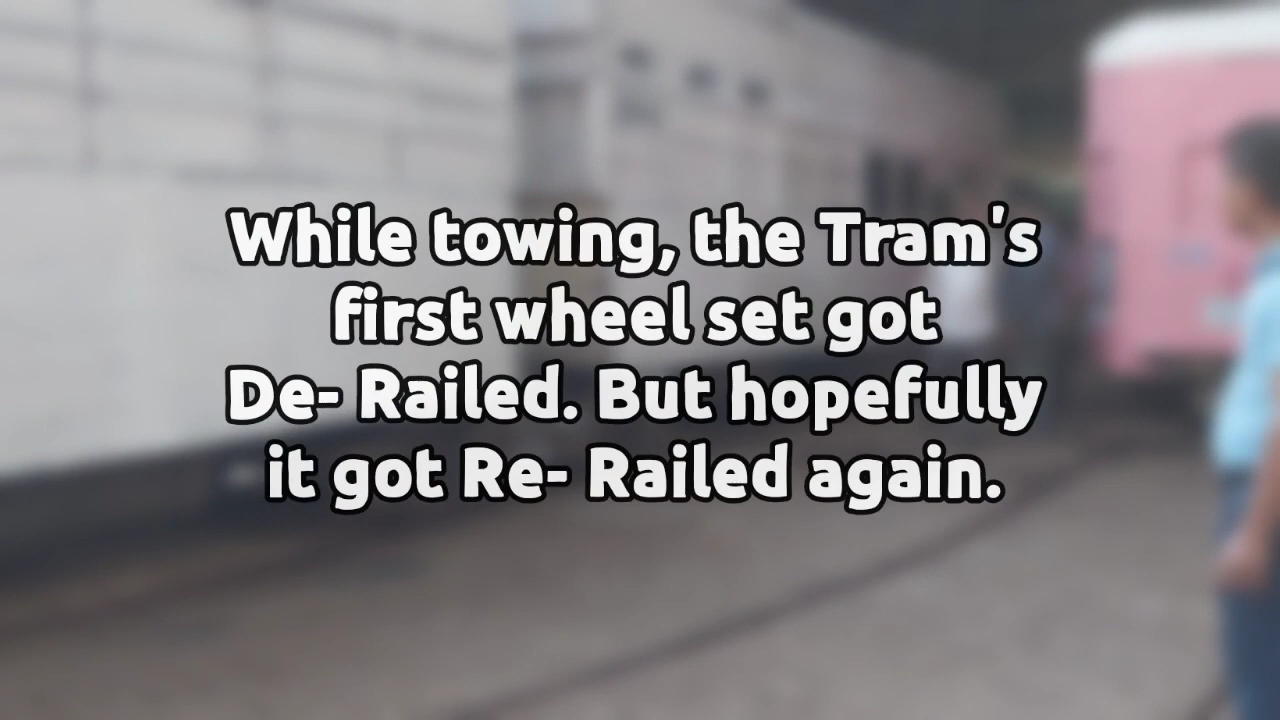 While towing, the Tram's
first wheel set got
De- Railed. But hopefully
it got Re- Railed again.